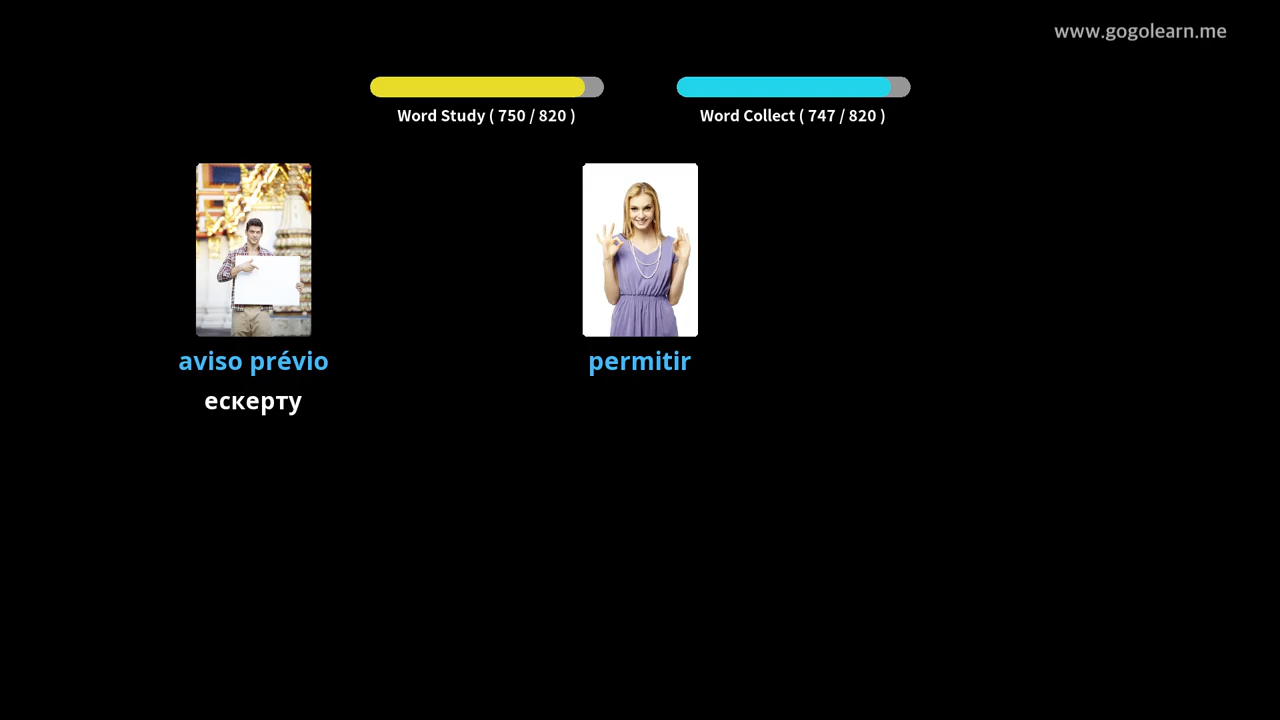 www.gogolearn.me
Word Study ( 750 / 820 )
Word Collect ( 747 / 820 )
aviso prévio
permitir
ескерту